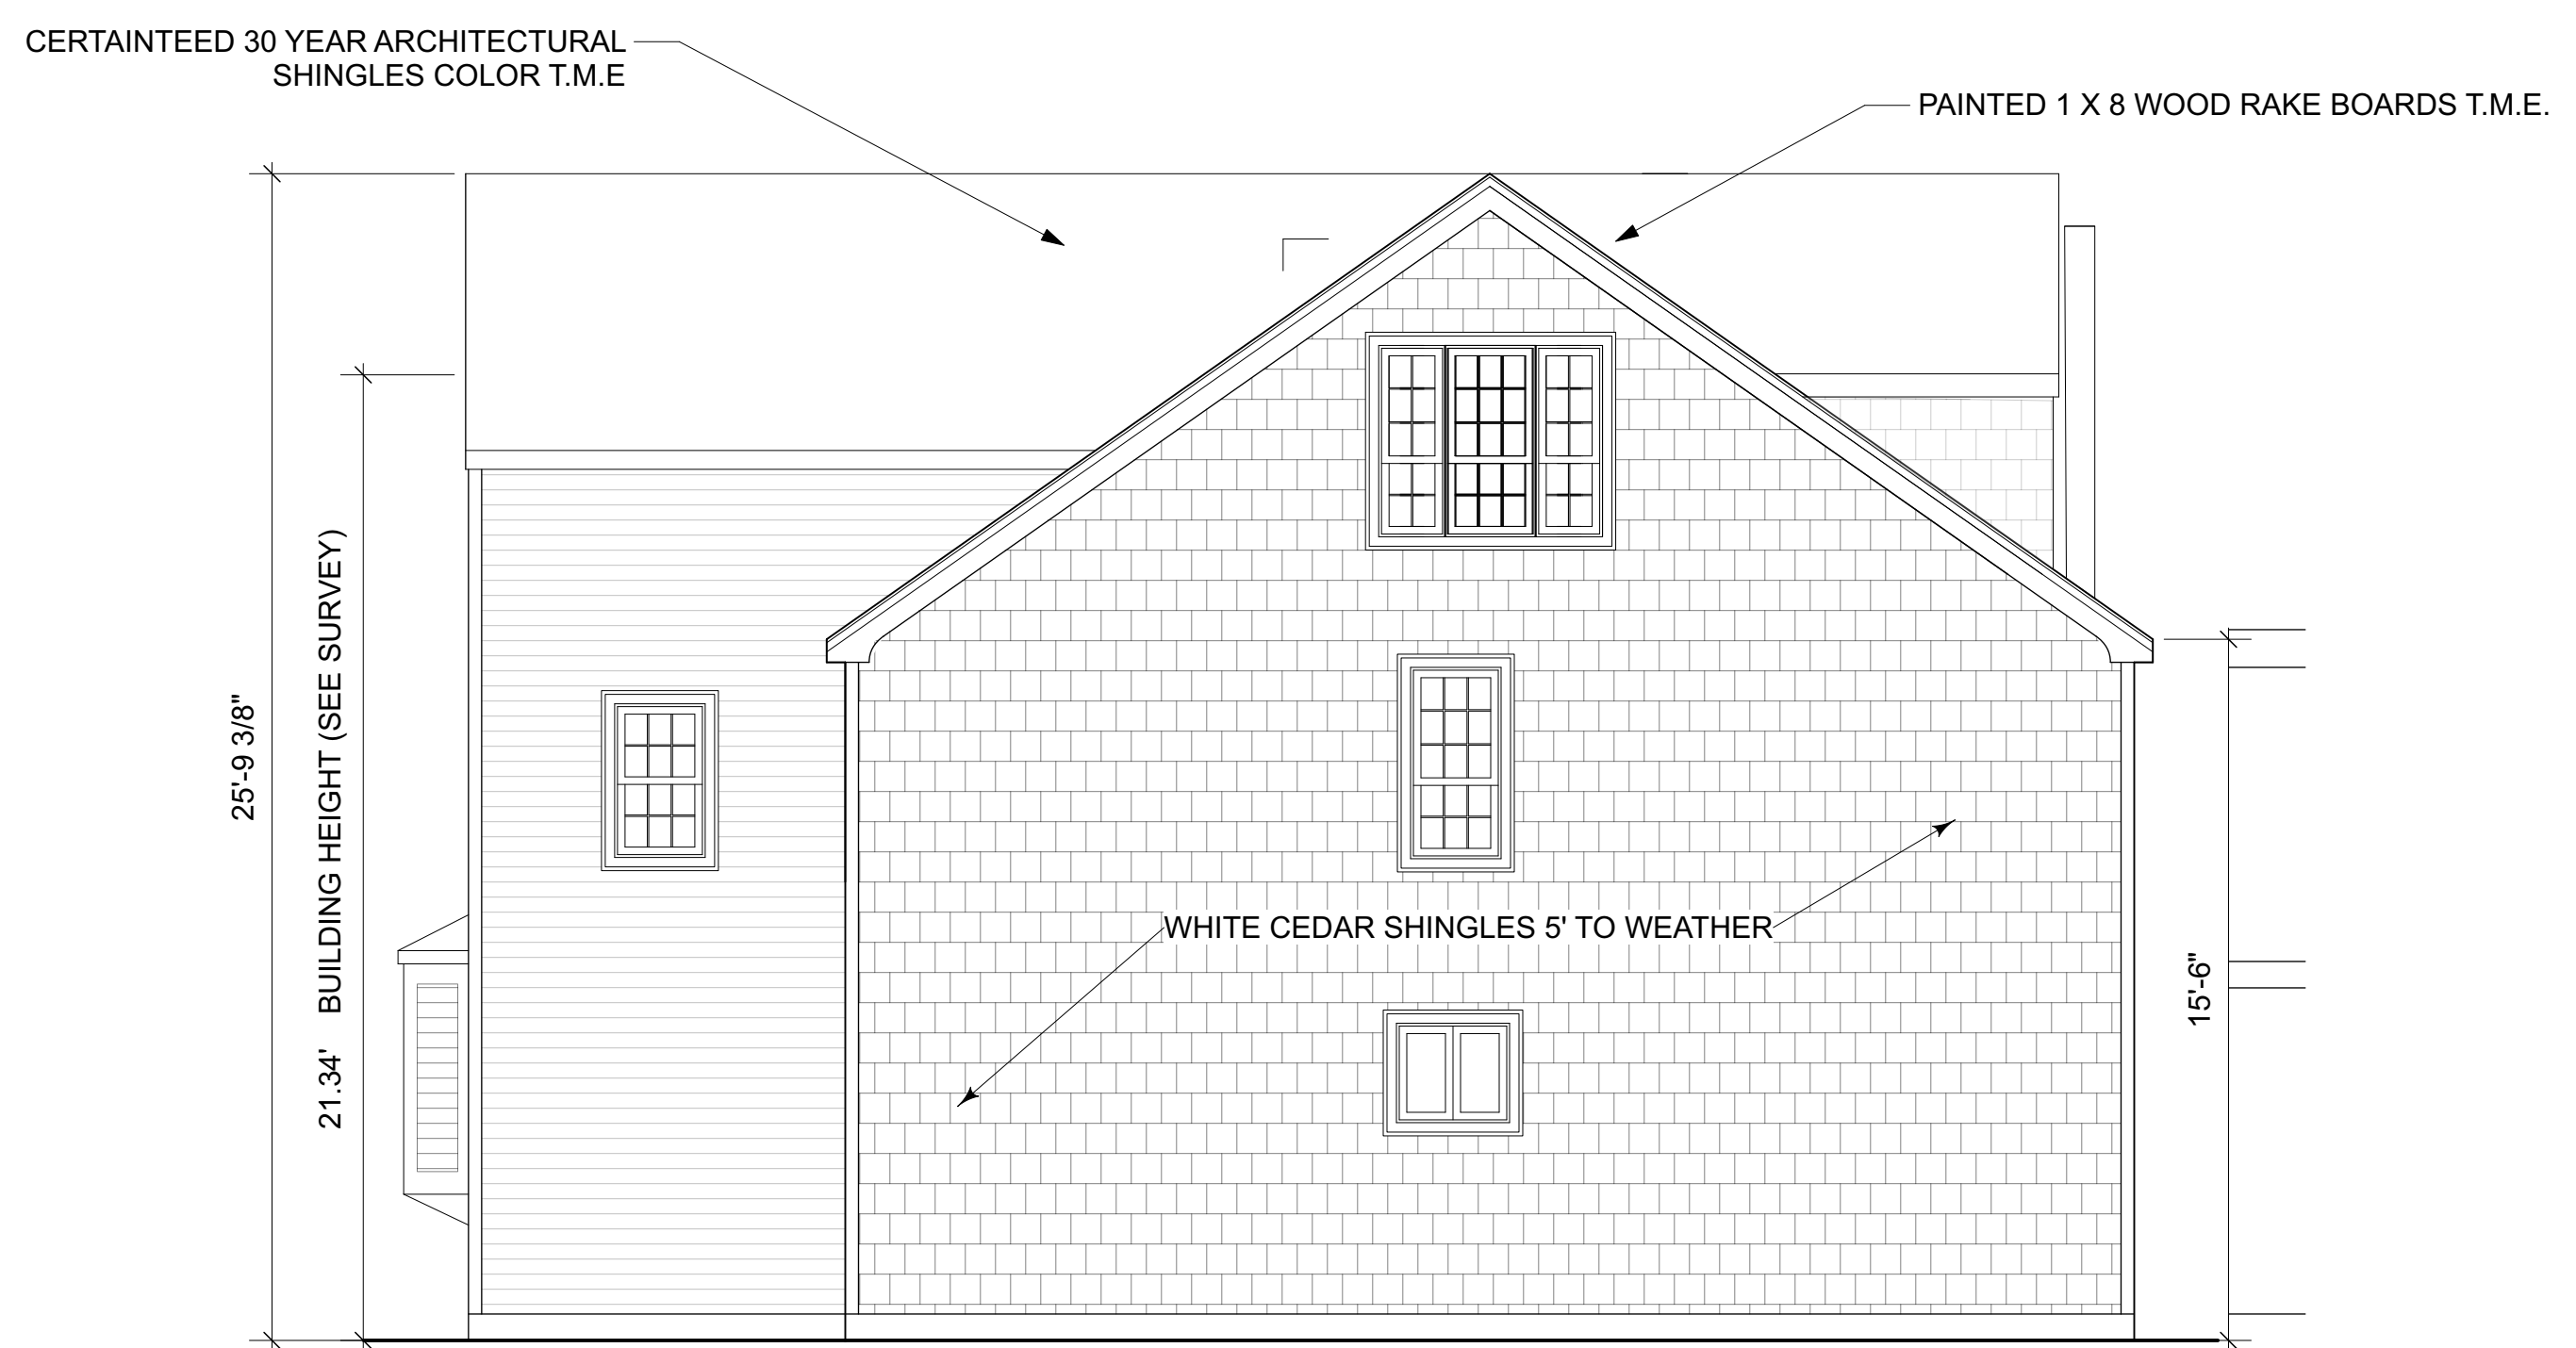 CERTAINTEED 30 YEAR ARCHITECTURAL
SHINGLES COLOR T.M.E
PAINTED 1 X 8 WOOD RAKE BOARDS T.M.E.
25'-9 3/8"
21.34' BUILDING HEIGHT (SEE SURVEY)
WHITE CEDAR SHINGLES 5' TO WEATHER
15'-6"